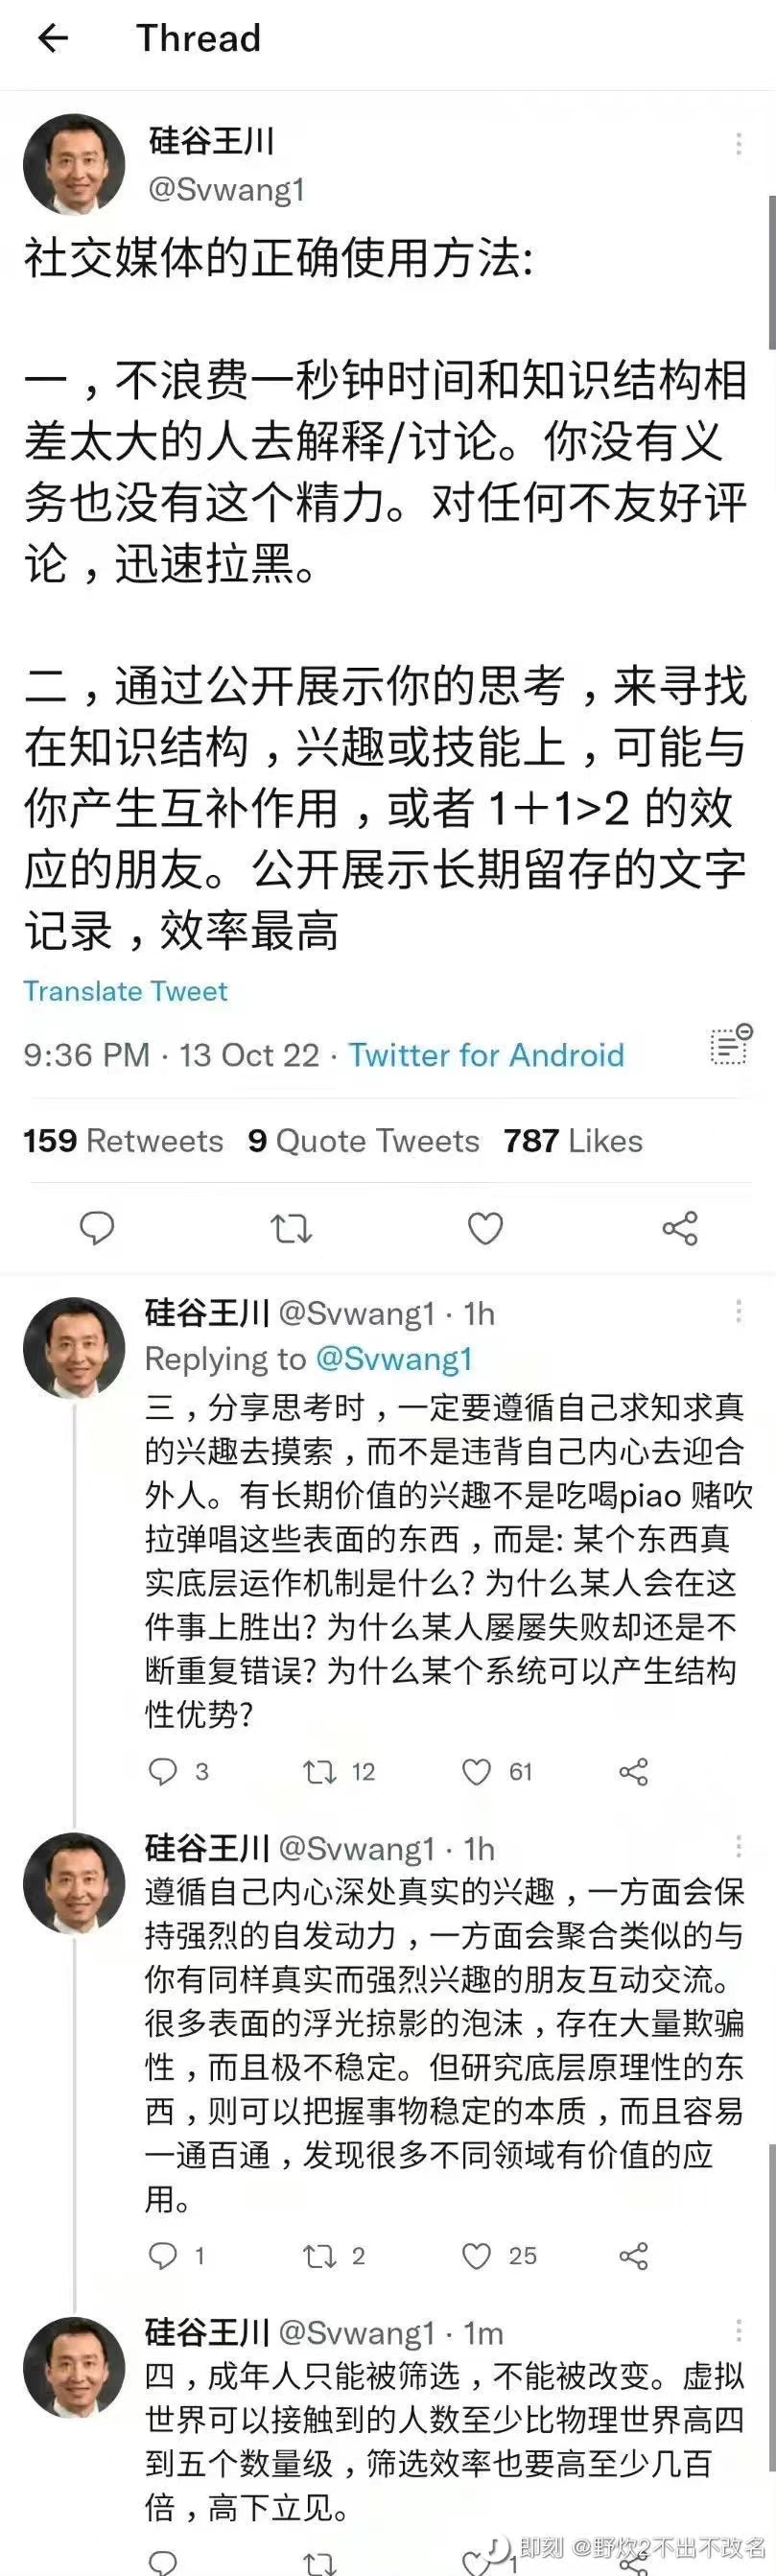 Thread
硅谷王川
@Svwang1
社交媒体的正确使用方法:
一，不浪费一秒钟时间和知识结构相
差太大的人去解释/讨论。你没有义
务也没有这个精力。对任何不友好评
论，迅速拉黑。
二，通过公开展示你的思考，来寻找
在知识结构，兴趣或技能上，可能与
你产生互补作用，或者 1＋1>2 的效
应的朋友。公开展示长期留存的文字
记录，效率最高
Translate Tweet
9:36 PM · 13 Oct 22 · Twitter for Android
159 Retweets 9 Quote Tweets 787 Likes
硅谷王川 @Svwang1 · 1h
Replying to @Svwang1
三，分享思考时，一定要遵循自己求知求真
的兴趣去摸索，而不是违背自己内心去迎合
外人。有长期价值的兴趣不是吃喝piao 赌吹
拉弹唱这些表面的东西，而是: 某个东西真
实底层运作机制是什么? 为什么某人会在这
件事上胜出? 为什么某人屡屡失败却还是不
断重复错误? 为什么某个系统可以产生结构
性优势?
3 12 61
硅谷王川 @Svwang1 · 1h
遵循自己内心深处真实的兴趣，一方面会保
持强烈的自发动力，一方面会聚合类似的与
你有同样真实而强烈兴趣的朋友互动交流。
很多表面的浮光掠影的泡沫，存在大量欺骗
性，而且极不稳定。但研究底层原理性的东
西，则可以把握事物稳定的本质，而且容易
一通百通，发现很多不同领域有价值的应
用。
1 2 25
硅谷王川 @Svwang1 · 1m
四，成年人只能被筛选，不能被改变。虚拟
世界可以接触到的人数至少比物理世界高四
到五个数量级，筛选效率也要高至少几百
倍，高下立见。
1
即刻 @野炊2不出不改名